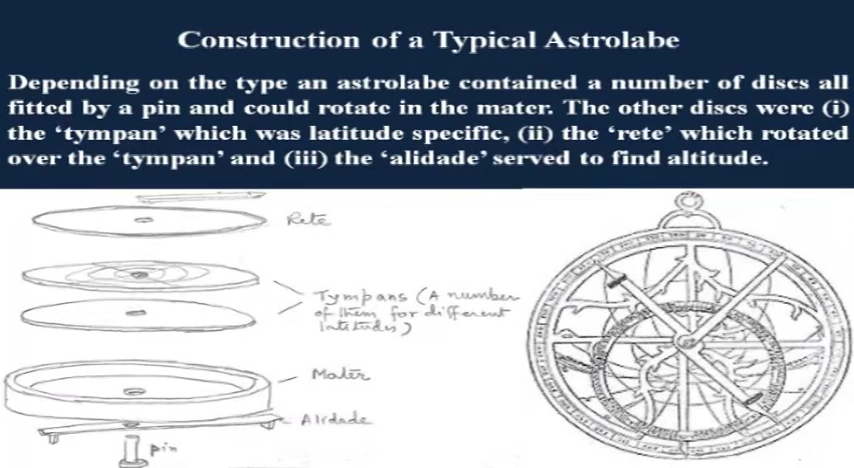 Construction of a Typical Astrolabe
Depending on the type an astrolabe contained a number of discs all
fitted by a pin and could rotate in the mater. The other discs were (i)
the ‘tympan’ which was latitude specific, (ii) the ‘rete’ which rotated
over the ‘tympan’ and (iii) the ‘alidade’ served to find altitude.
Rete
Tympans (A number
of them for different
latitudes)
Mater
Alidade
pin